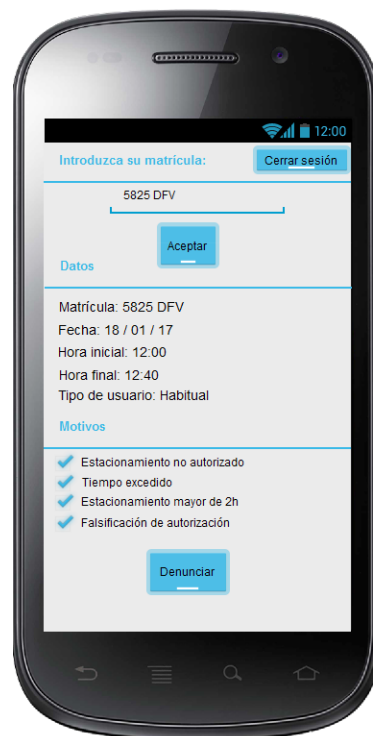 12:00
Introduzca su matrícula:
Cerrar sesión
5825 DFV
Aceptar
Datos
Matrícula: 5825 DFV
Fecha: 18 / 01 / 17
Hora inicial: 12:00
Hora final: 12:40
Tipo de usuario: Habitual
Motivos
Estacionamiento no autorizado
Tiempo excedido
Estacionamiento mayor de 2h
Falsificación de autorización
Denunciar